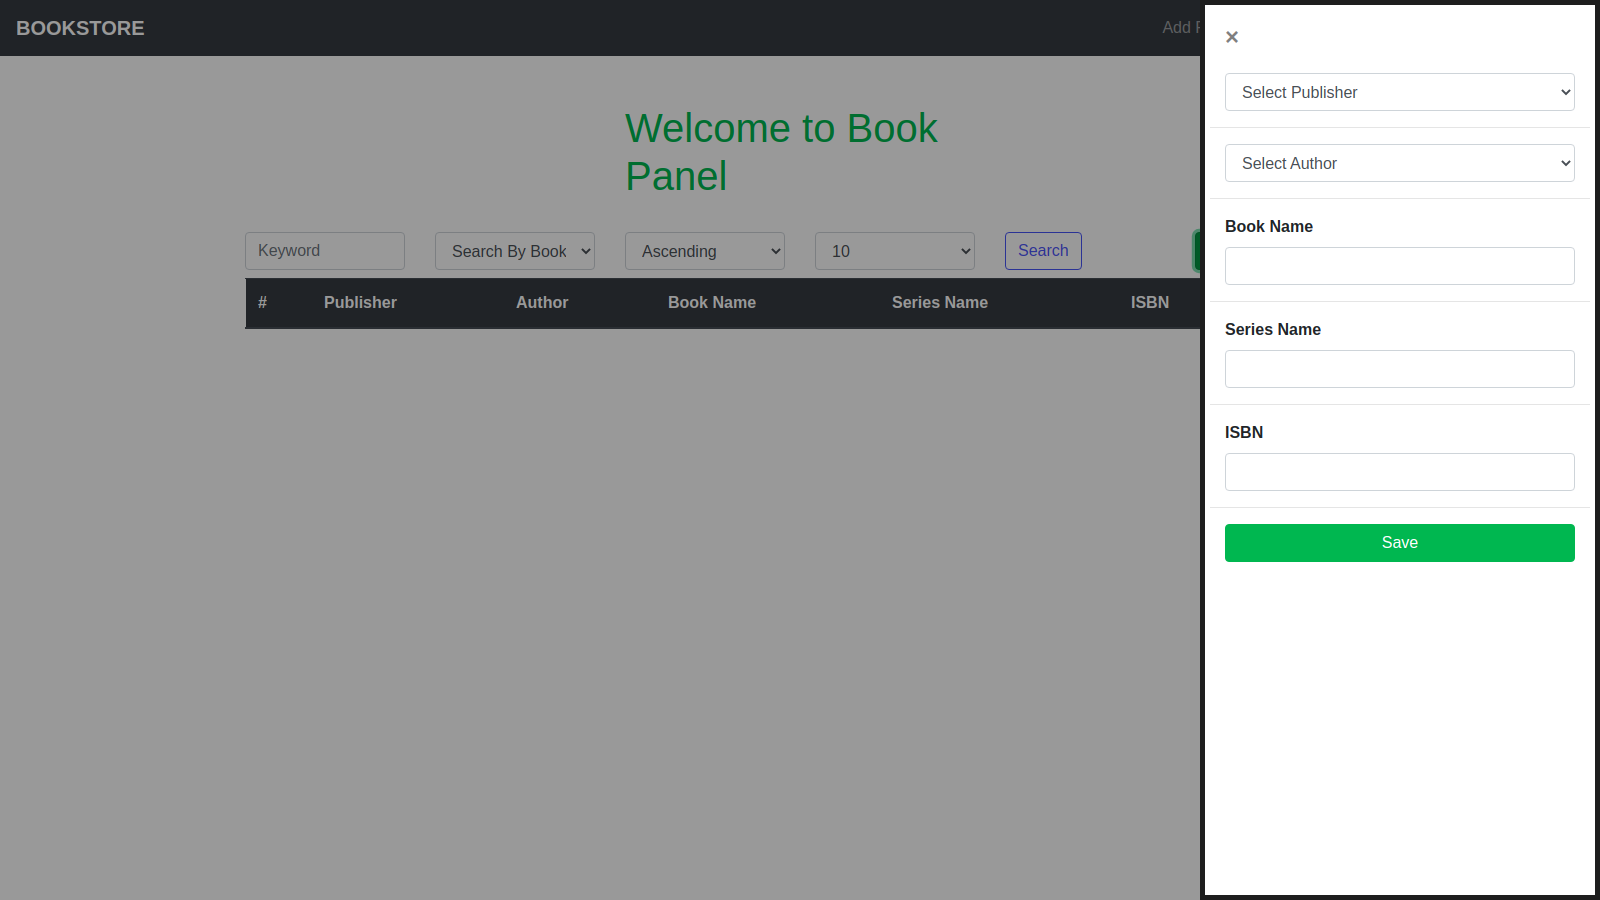 BOOKSTORE
Add
×
Select Publisher
Select Author
Book Name
Series Name
ISBN
Save
Welcome to Book
Panel
Keyword
Search By Book
Ascending
10
Search
# Publisher Author Book Name Series Name ISBN